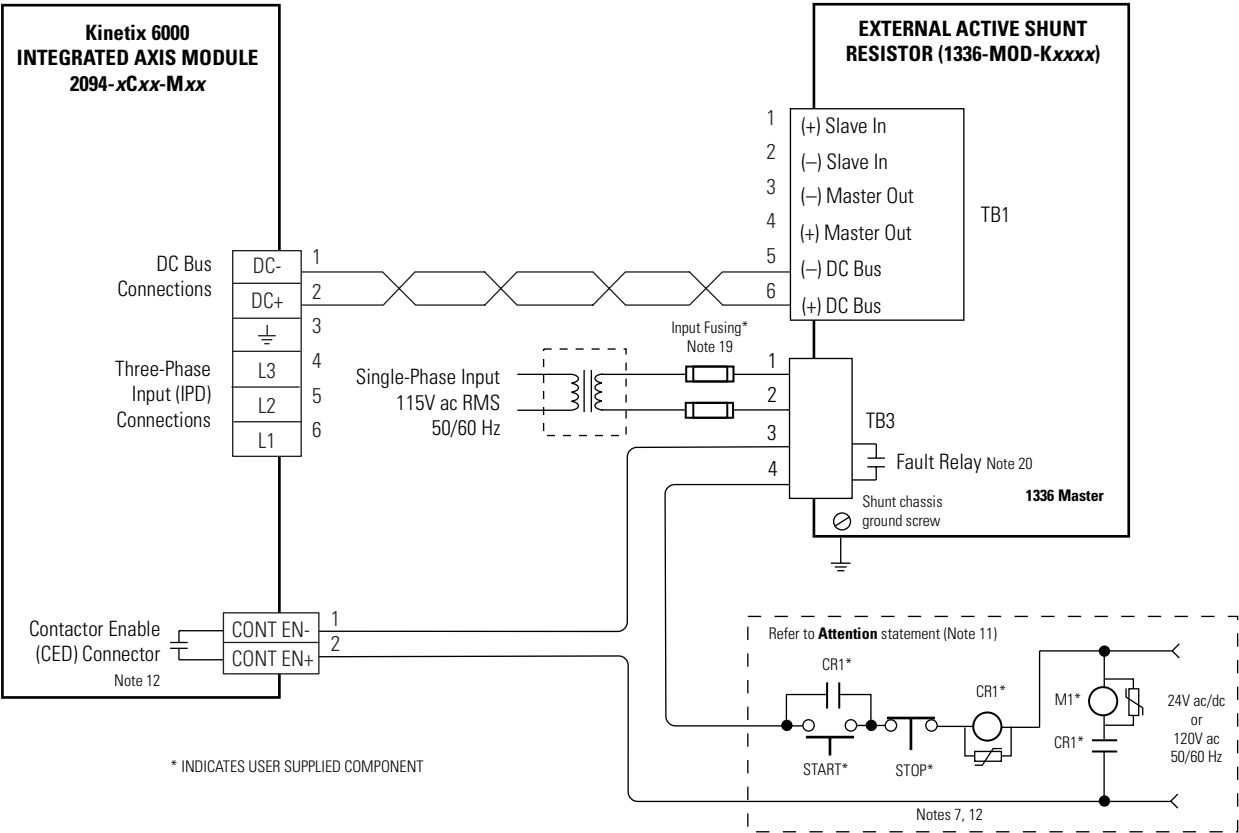 Kinetix 6000
INTEGRATED AXIS MODULE
2094-xCxx-Mxx
EXTERNAL ACTIVE SHUNT
RESISTOR (1336-MOD-Kxxxx)
1
(+) Slave In
2
(–) Slave In
3
(–) Master Out
4
(+) Master Out
5
(–) DC Bus
6
(+) DC Bus
TB1
DC Bus
Connections
DC-
1
DC+
2
3
Three-Phase
Input (IPD)
Connections
L3
4
L2
5
L1
6
Input Fusing*
Note 19
Single-Phase Input
115V ac RMS
50/60 Hz
1
2
3
4
TB3
Fault Relay Note 20
1336 Master
Shunt chassis
ground screw
Contactor Enable
(CED) Connector
Note 12
CONT EN-
1
CONT EN+
2
Refer to Attention statement (Note 11)
CR1*
START*
STOP*
CR1*
M1*
CR1*
24V ac/dc
or
120V ac
50/60 Hz
Notes 7, 12
* INDICATES USER SUPPLIED COMPONENT